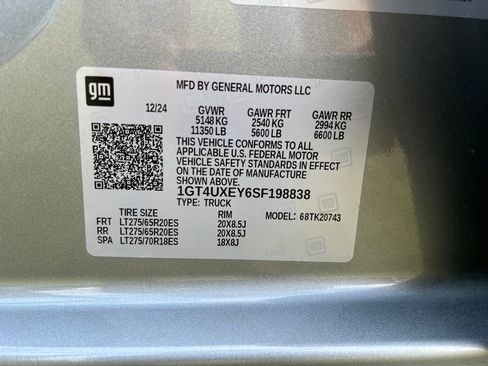 gm
MFD BY GENERAL MOTORS LLC
12/24 GVWR GAWR FRT GAWR RR
5148 KG 2540 KG 2994 KG
11350 LB 5600 LB 6600 LB
THIS VEHICLE CONFORMS TO ALL
APPLICABLE U.S. FEDERAL MOTOR
VEHICLE SAFETY STANDARDS IN EFFECT
ON THE DATE OF MANUFACTURE
SHOWN ABOVE.
1GT4UXEY6SF198838
TYPE: TRUCK
TIRE SIZE RIM MODEL: 68TK20743
FRT LT275/65R20ES 20X8.5J
RR LT275/65R20ES 20X8.5J
SPA LT275/70R18ES 18X8J